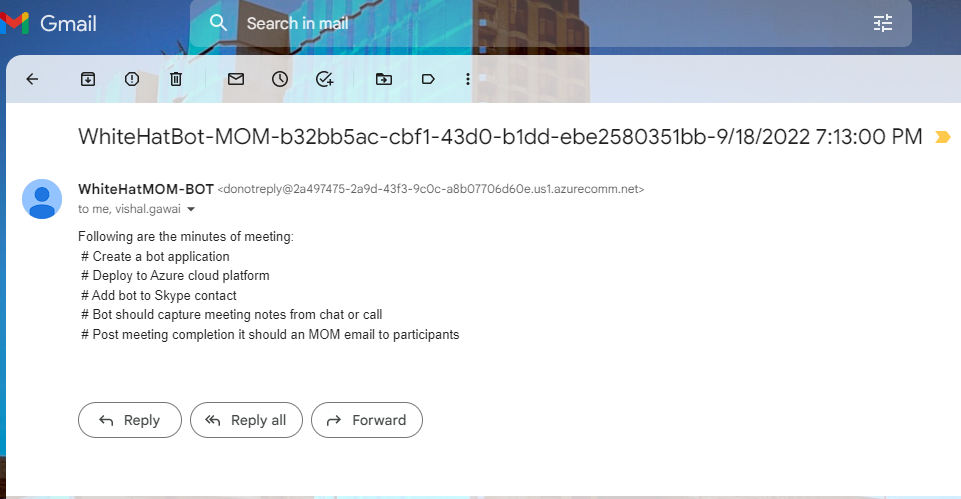 Gmail
Search in mail
WhiteHatBot-MOM-b32bb5ac-cbf1-43d0-b1dd-ebe2580351bb-9/18/2022 7:13:00 PM
WhiteHatMOM-BOT <donotreply@2a497475-2a9d-43f3-9c0c-a8b07706d60e.us1.azurecomm.net>
to me, vishal.gawai
Following are the minutes of meeting:
# Create a bot application
# Deploy to Azure cloud platform
# Add bot to Skype contact
# Bot should capture meeting notes from chat or call
# Post meeting completion it should an MOM email to participants
Reply Reply all Forward